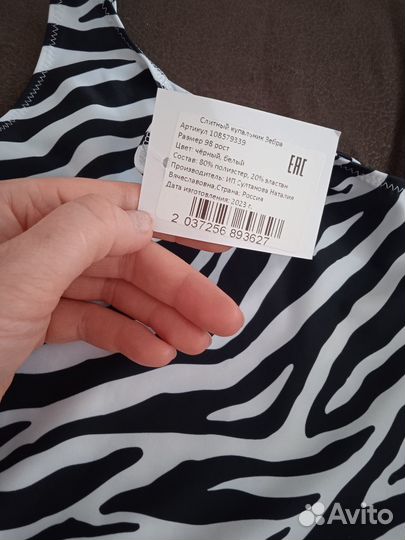 Слитный купальник Зебра
Артикул 108579339
Размер 98 рост
Цвет: чёрный, белый
Состав: 80% полиэстер, 20% эластан
Производитель: ИП Султанова Наталия
Вячеславовна, Страна: Россия
Дата изготовления: 2023 г.
EAC
2 037256 893627
Avito